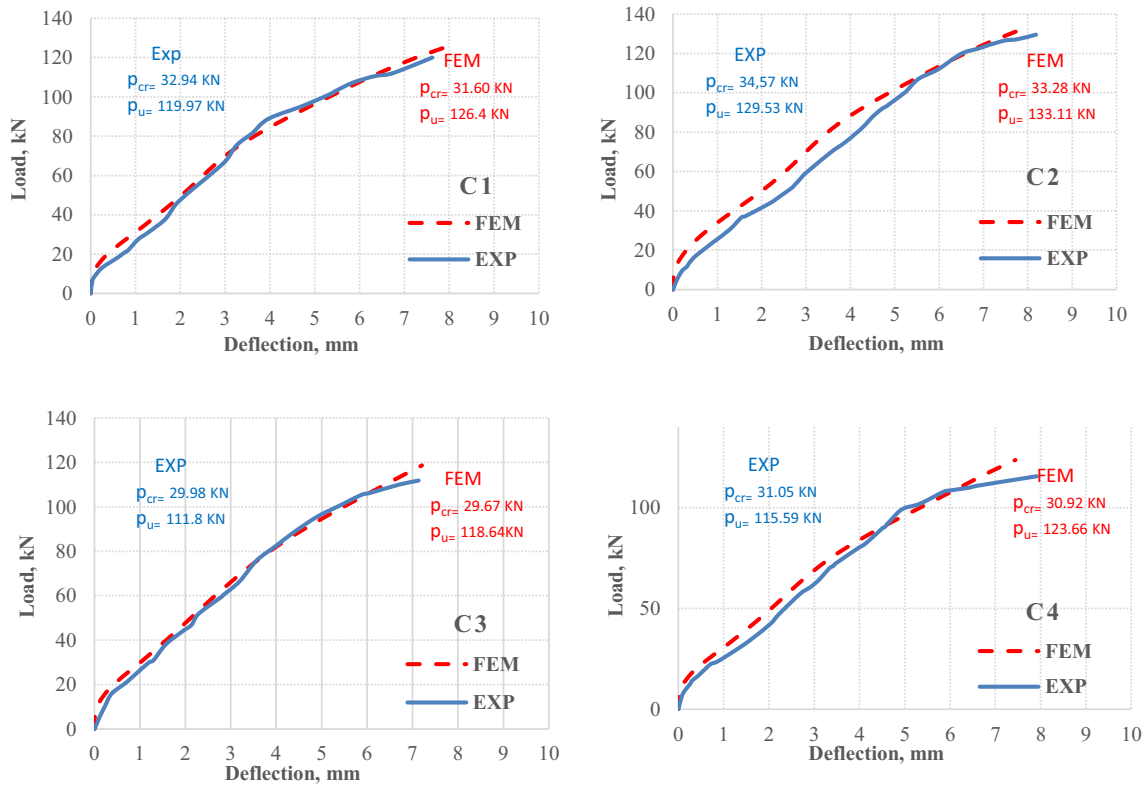 140
120
100
80
60
40
20
0
Load, kN
Exp
pcr= 32.94 KN
pu= 119.97 KN
FEM
pcr= 31.60 KN
pu= 126.4 KN
C1
FEM
EXP
0 1 2 3 4 5 6 7 8 9 10
Deflection, mm
140
120
100
80
60
40
20
0
Load, kN
EXP
pcr= 34,57 KN
pu= 129.53 KN
FEM
pcr= 33.28 KN
pu= 133.11 KN
C2
FEM
EXP
0 1 2 3 4 5 6 7 8 9 10
Deflection, mm
140
120
100
80
60
40
20
0
Load, kN
EXP
pcr= 29.98 KN
pu= 111.8 KN
FEM
pcr= 29.67 KN
pu= 118.64KN
C3
FEM
EXP
0 1 2 3 4 5 6 7 8 9 10
Deflection, mm
100
50
0
Load, kN
EXP
pcr= 31.05 KN
pu= 115.59 KN
FEM
pcr= 30.92 KN
pu= 123.66 KN
C4
FEM
EXP
0 1 2 3 4 5 6 7 8 9 10
Deflection, mm